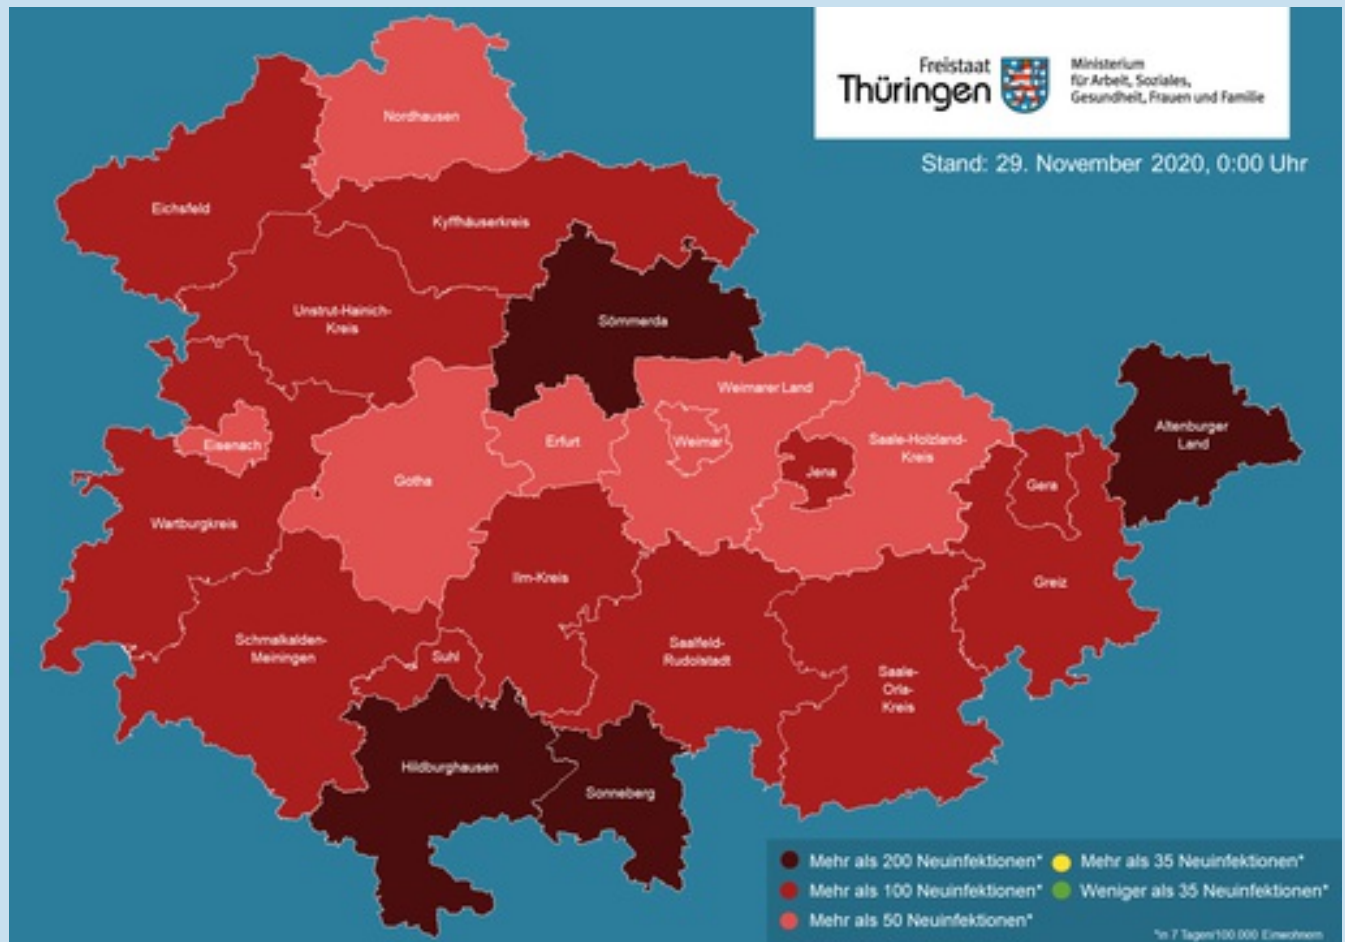 Freistaat
Thüringen
Ministerium
für Arbeit, Soziales,
Gesundheit, Frauen und Familie
Stand: 29. November 2020, 0:00 Uhr
Nordhausen
Eichsfeld
Kyffhäuserkreis
Unstrut-Hainich-
Kreis
Sömmerda
Weimarer Land
Altenburger
Land
Eisenach
Erfurt
Weimar
Saale-Holzland-
Kreis
Jena
Gotha
Gera
Wartburgkreis
Ilm-Kreis
Greiz
Schmalkalden-
Meiningen
Suhl
Saalfeld-
Rudolstadt
Saale-
Orla-
Kreis
Hildburghausen
Sonneberg
Mehr als 200 Neuinfektionen*
Mehr als 35 Neuinfektionen*
Mehr als 100 Neuinfektionen*
Weniger als 35 Neuinfektionen*
Mehr als 50 Neuinfektionen*
*in 7 Tagen/100.000 Einwohnern